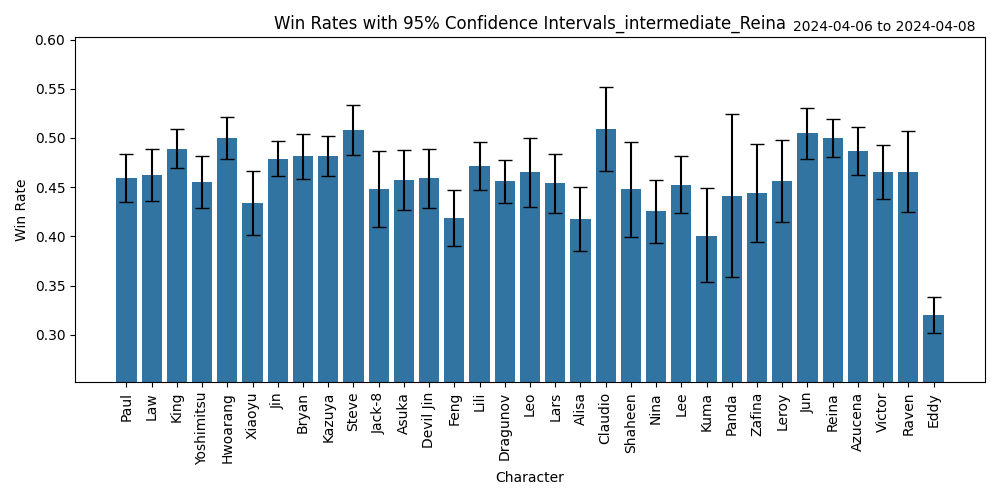 Win Rates with 95% Confidence Intervals_intermediate_Reina
2024-04-06 to 2024-04-08
Win Rate
0.60
0.55
0.50
0.45
0.40
0.35
0.30
Paul
Law
King
Yoshimitsu
Hwoarang
Xiaoyu
Jin
Bryan
Kazuya
Steve
Jack-8
Asuka
Devil Jin
Feng
Lili
Dragunov
Leo
Lars
Alisa
Claudio
Shaheen
Nina
Lee
Kuma
Panda
Zafina
Leroy
Jun
Reina
Azucena
Victor
Raven
Eddy
Character